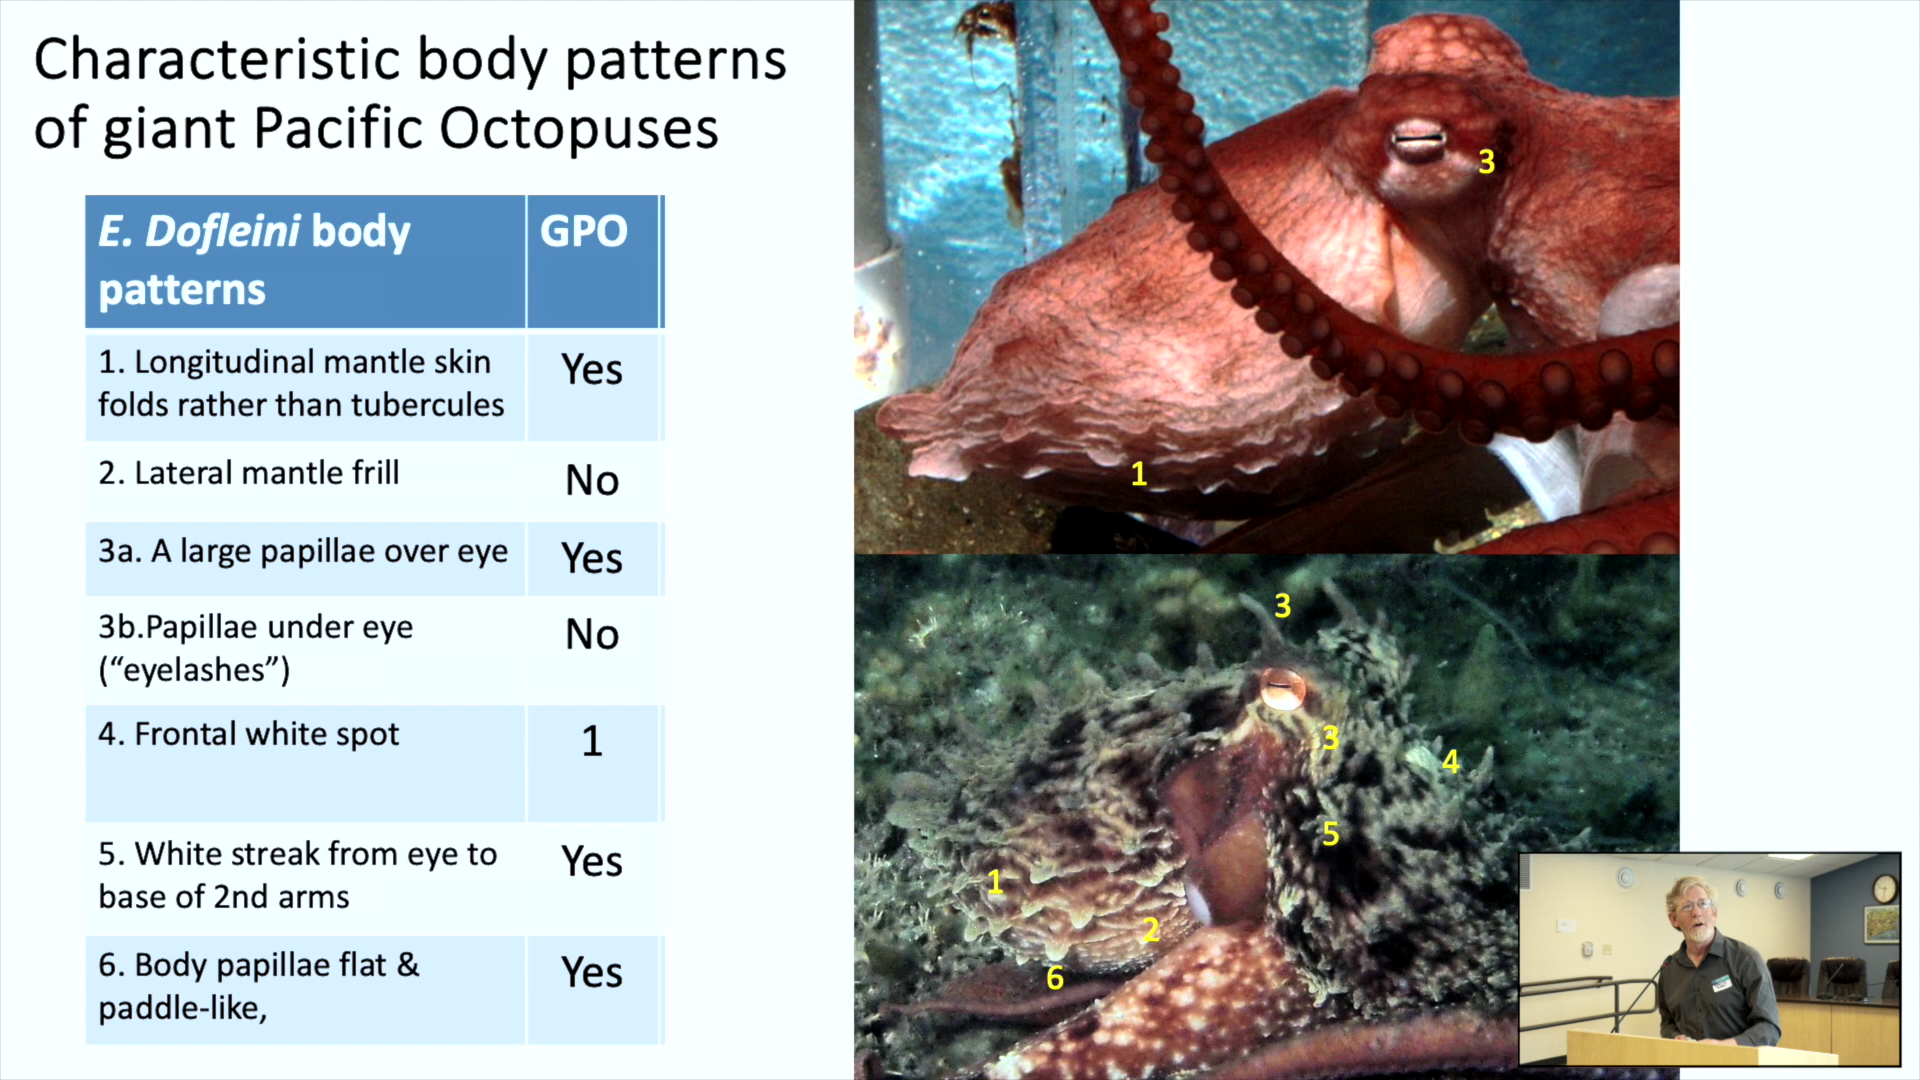 Characteristic body patterns
of giant Pacific Octopuses
E. Dofleini body
patterns
GPO
1. Longitudinal mantle skin
folds rather than tubercules
Yes
2. Lateral mantle frill
No
3a. A large papillae over eye
Yes
3b.Papillae under eye
(“eyelashes”)
No
4. Frontal white spot
1
5. White streak from eye to
base of 2nd arms
Yes
6. Body papillae flat &
paddle-like,
Yes
3
1
3
3
4
5
1
2
6